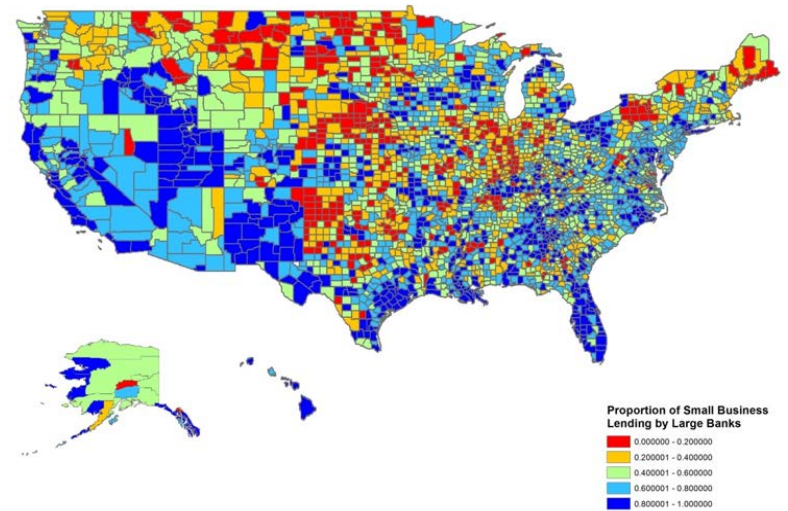 Proportion of Small Business
Lending by Large Banks
0.000000 - 0.200000
0.200001 - 0.400000
0.400001 - 0.600000
0.600001 - 0.800000
0.800001 - 1.000000